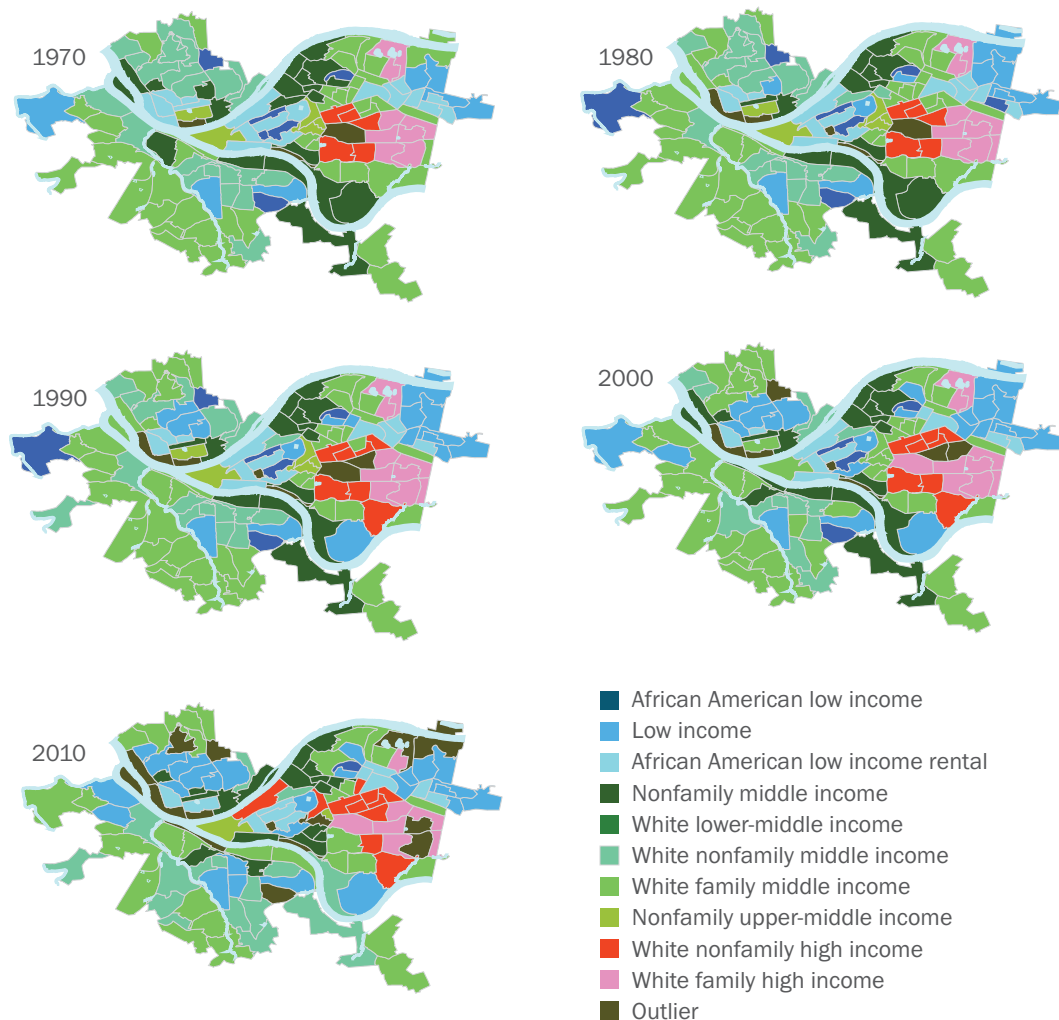 1970
1980
1990
2000
2010
African American low income
Low income
African American low income rental
Nonfamily middle income
White lower-middle income
White nonfamily middle income
White family middle income
Nonfamily upper-middle income
White nonfamily high income
White family high income
Outlier